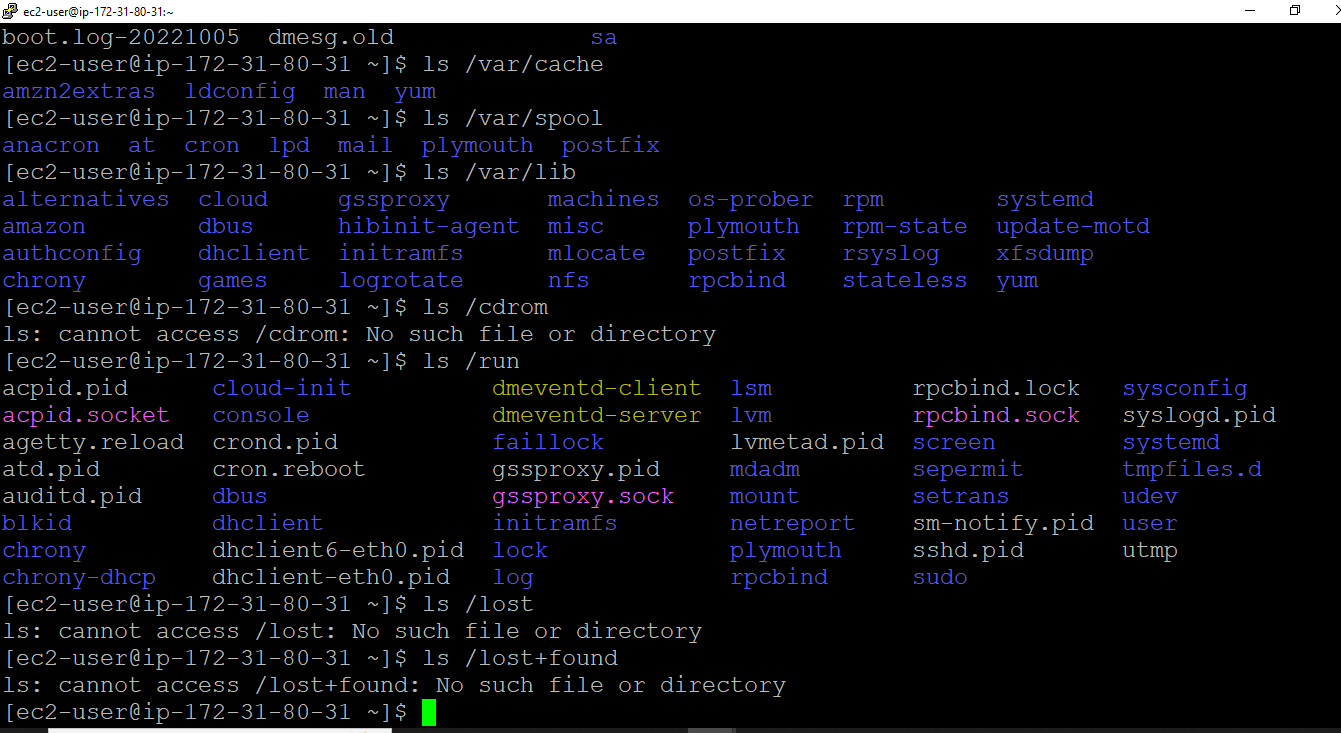 ec2-user@ip-172-31-80-31:~
boot.log-20221005  dmesg.old              sa
[ec2-user@ip-172-31-80-31 ~]$ ls /var/cache
amzn2extras  ldconfig  man  yum
[ec2-user@ip-172-31-80-31 ~]$ ls /var/spool
anacron  at  cron  lpd  mail  plymouth  postfix
[ec2-user@ip-172-31-80-31 ~]$ ls /var/lib
alternatives  cloud     gssproxy       machines  os-prober  rpm        systemd
amazon        dbus      hibinit-agent  misc      plymouth   rpm-state  update-motd
authconfig    dhclient  initramfs      mlocate   postfix    rsyslog    xfsdump
chrony        games     logrotate      nfs       rpcbind    stateless  yum
[ec2-user@ip-172-31-80-31 ~]$ ls /cdrom
ls: cannot access /cdrom: No such file or directory
[ec2-user@ip-172-31-80-31 ~]$ ls /run
acpid.pid      cloud-init          dmeventd-client  lsm          rpcbind.lock   sysconfig
acpid.socket   console             dmeventd-server  lvm          rpcbind.sock   syslogd.pid
agetty.reload  crond.pid           faillock         lvmetad.pid  screen         systemd
atd.pid        cron.reboot         gssproxy.pid     mdadm        sepermit       tmpfiles.d
auditd.pid     dbus                gssproxy.sock    mount        setrans        udev
blkid          dhclient            initramfs        netreport    sm-notify.pid  user
chrony         dhclient6-eth0.pid  lock             plymouth     sshd.pid       utmp
chrony-dhcp    dhclient-eth0.pid   log              rpcbind      sudo
[ec2-user@ip-172-31-80-31 ~]$ ls /lost
ls: cannot access /lost: No such file or directory
[ec2-user@ip-172-31-80-31 ~]$ ls /lost+found
ls: cannot access /lost+found: No such file or directory
[ec2-user@ip-172-31-80-31 ~]$